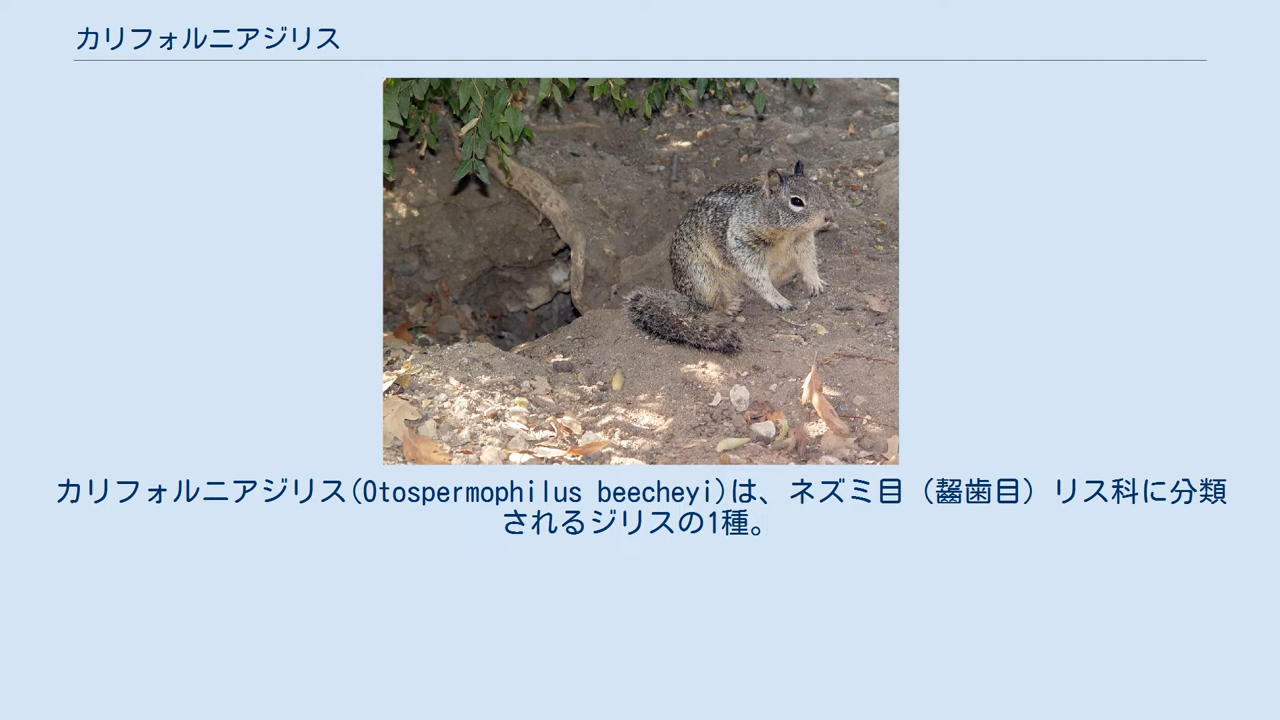 カリフォルニアジリス
カリフォルニアジリス(Otospermophilus beecheyi)は、ネズミ目（齧歯目）リス科に分類
されるジリスの1種。